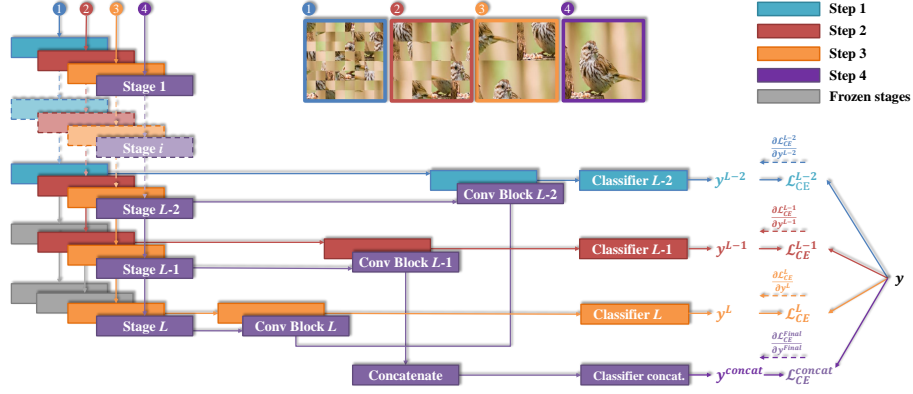 1 2 3 4
1 2 3 4
Step 1
Step 2
Step 3
Step 4
Frozen stages
Stage 1
Stage i
Stage L-2
Conv Block L-2
Classifier L-2
y^{L-2}
∂ℒ_{CE}^{L-2}
∂y^{L-2}
ℒ_{CE}^{L-2}
Stage L-1
Conv Block L-1
Classifier L-1
y^{L-1}
∂ℒ_{CE}^{L-1}
∂y^{L-1}
ℒ_{CE}^{L-1}
y
Stage L
Conv Block L
Classifier L
y^{L}
∂ℒ_{CE}^{L}
∂y^{L}
ℒ_{CE}^{L}
Concatenate
Classifier concat.
y^{concat}
∂ℒ_{CE}^{Final}
∂y^{Final}
ℒ_{CE}^{concat}